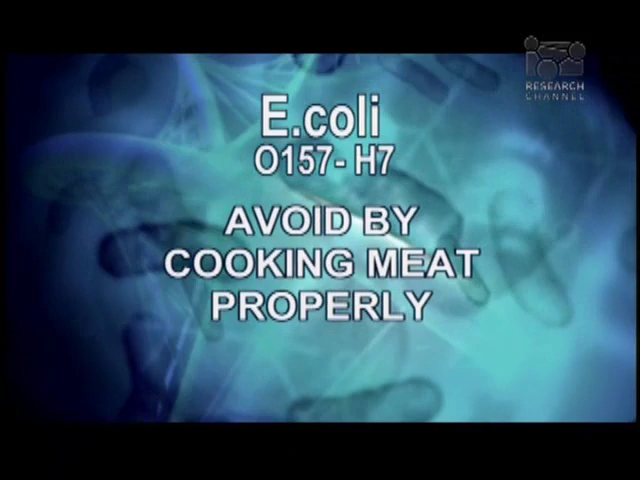 RESEARCH
CHANNEL
E.coli
O157- H7
AVOID BY
COOKING MEAT
PROPERLY